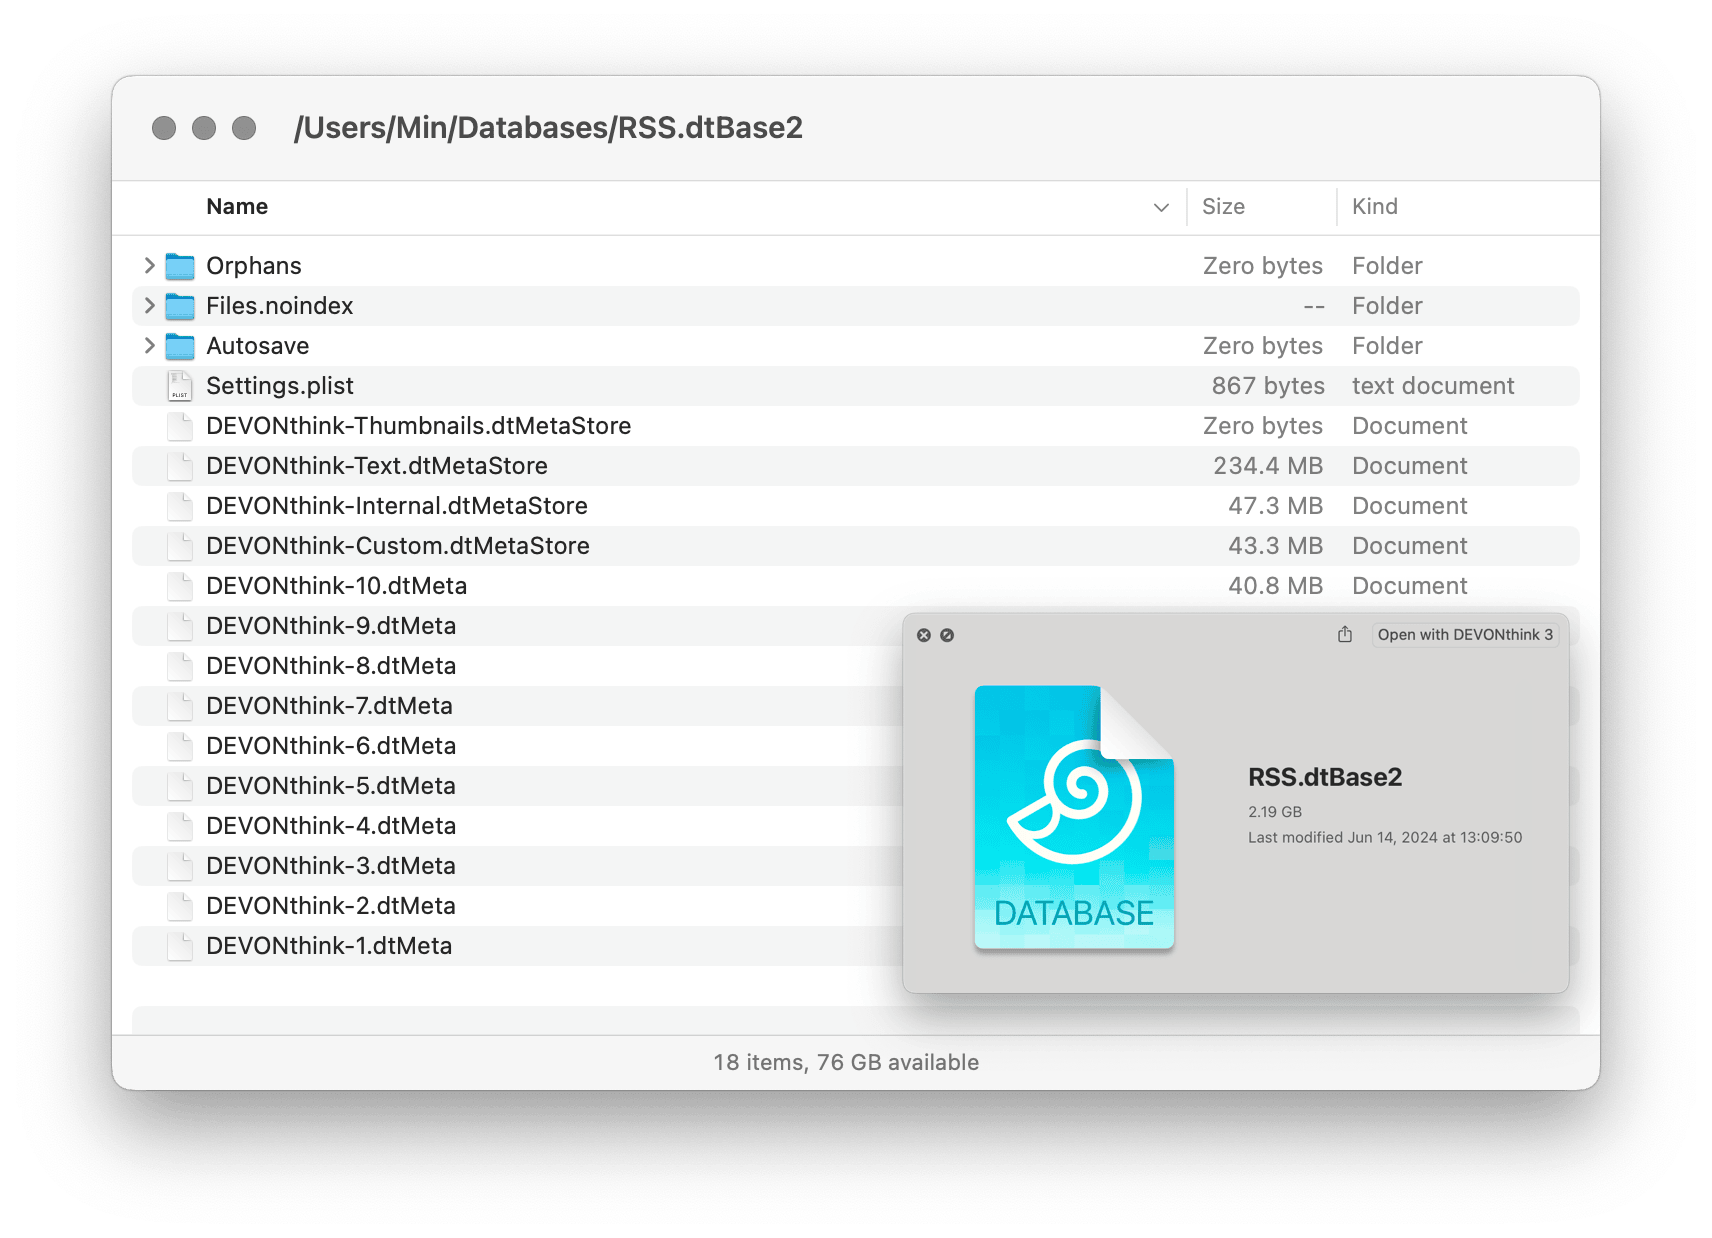 /Users/Min/Databases/RSS.dtBase2
Name Size Kind
Orphans Zero bytes Folder
Files.noindex -- Folder
Autosave Zero bytes Folder
PLIST Settings.plist 867 bytes text document
DEVONthink-Thumbnails.dtMetaStore Zero bytes Document
DEVONthink-Text.dtMetaStore 234.4 MB Document
DEVONthink-Internal.dtMetaStore 47.3 MB Document
DEVONthink-Custom.dtMetaStore 43.3 MB Document
DEVONthink-10.dtMeta 40.8 MB Document
DEVONthink-9.dtMeta
DEVONthink-8.dtMeta
DEVONthink-7.dtMeta
DEVONthink-6.dtMeta
DEVONthink-5.dtMeta
DEVONthink-4.dtMeta
DEVONthink-3.dtMeta
DEVONthink-2.dtMeta
DEVONthink-1.dtMeta
Open with DEVONthink 3
DATABASE
RSS.dtBase2
2.19 GB
Last modified Jun 14, 2024 at 13:09:50
18 items, 76 GB available